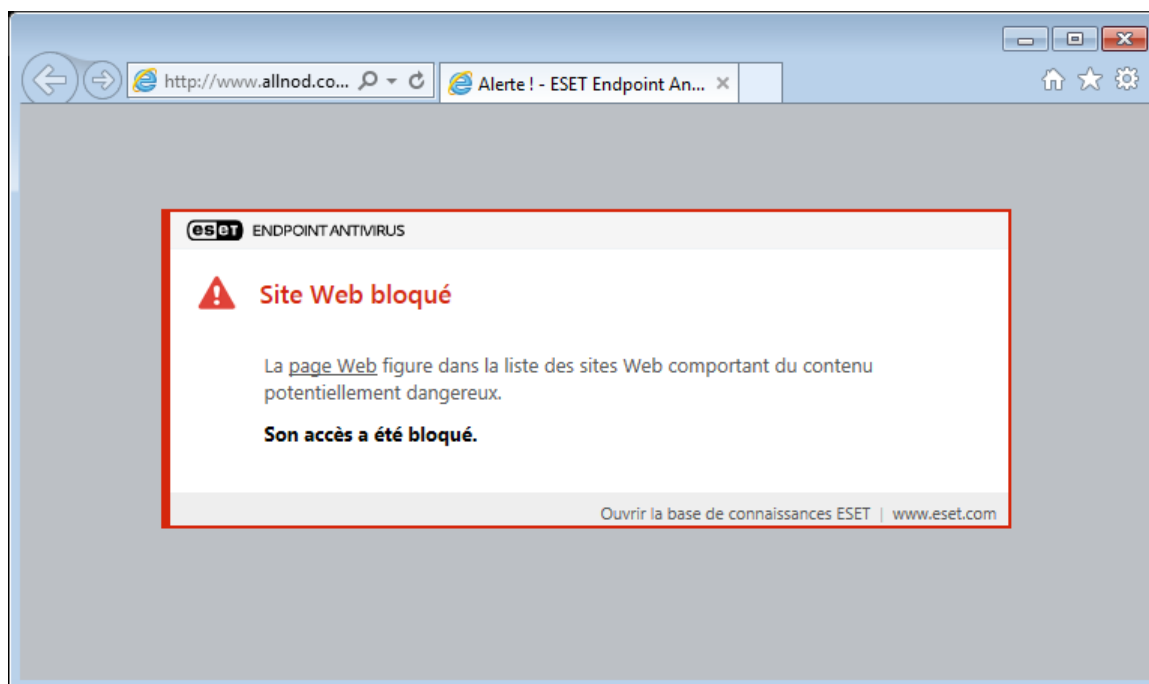 http://www.allnod.co...
Alerte ! - ESET Endpoint An...
eseT ENDPOINT ANTIVIRUS
Site Web bloqué
La page Web figure dans la liste des sites Web comportant du contenu
potentiellement dangereux.
Son accès a été bloqué.
Ouvrir la base de connaissances ESET | www.eset.com